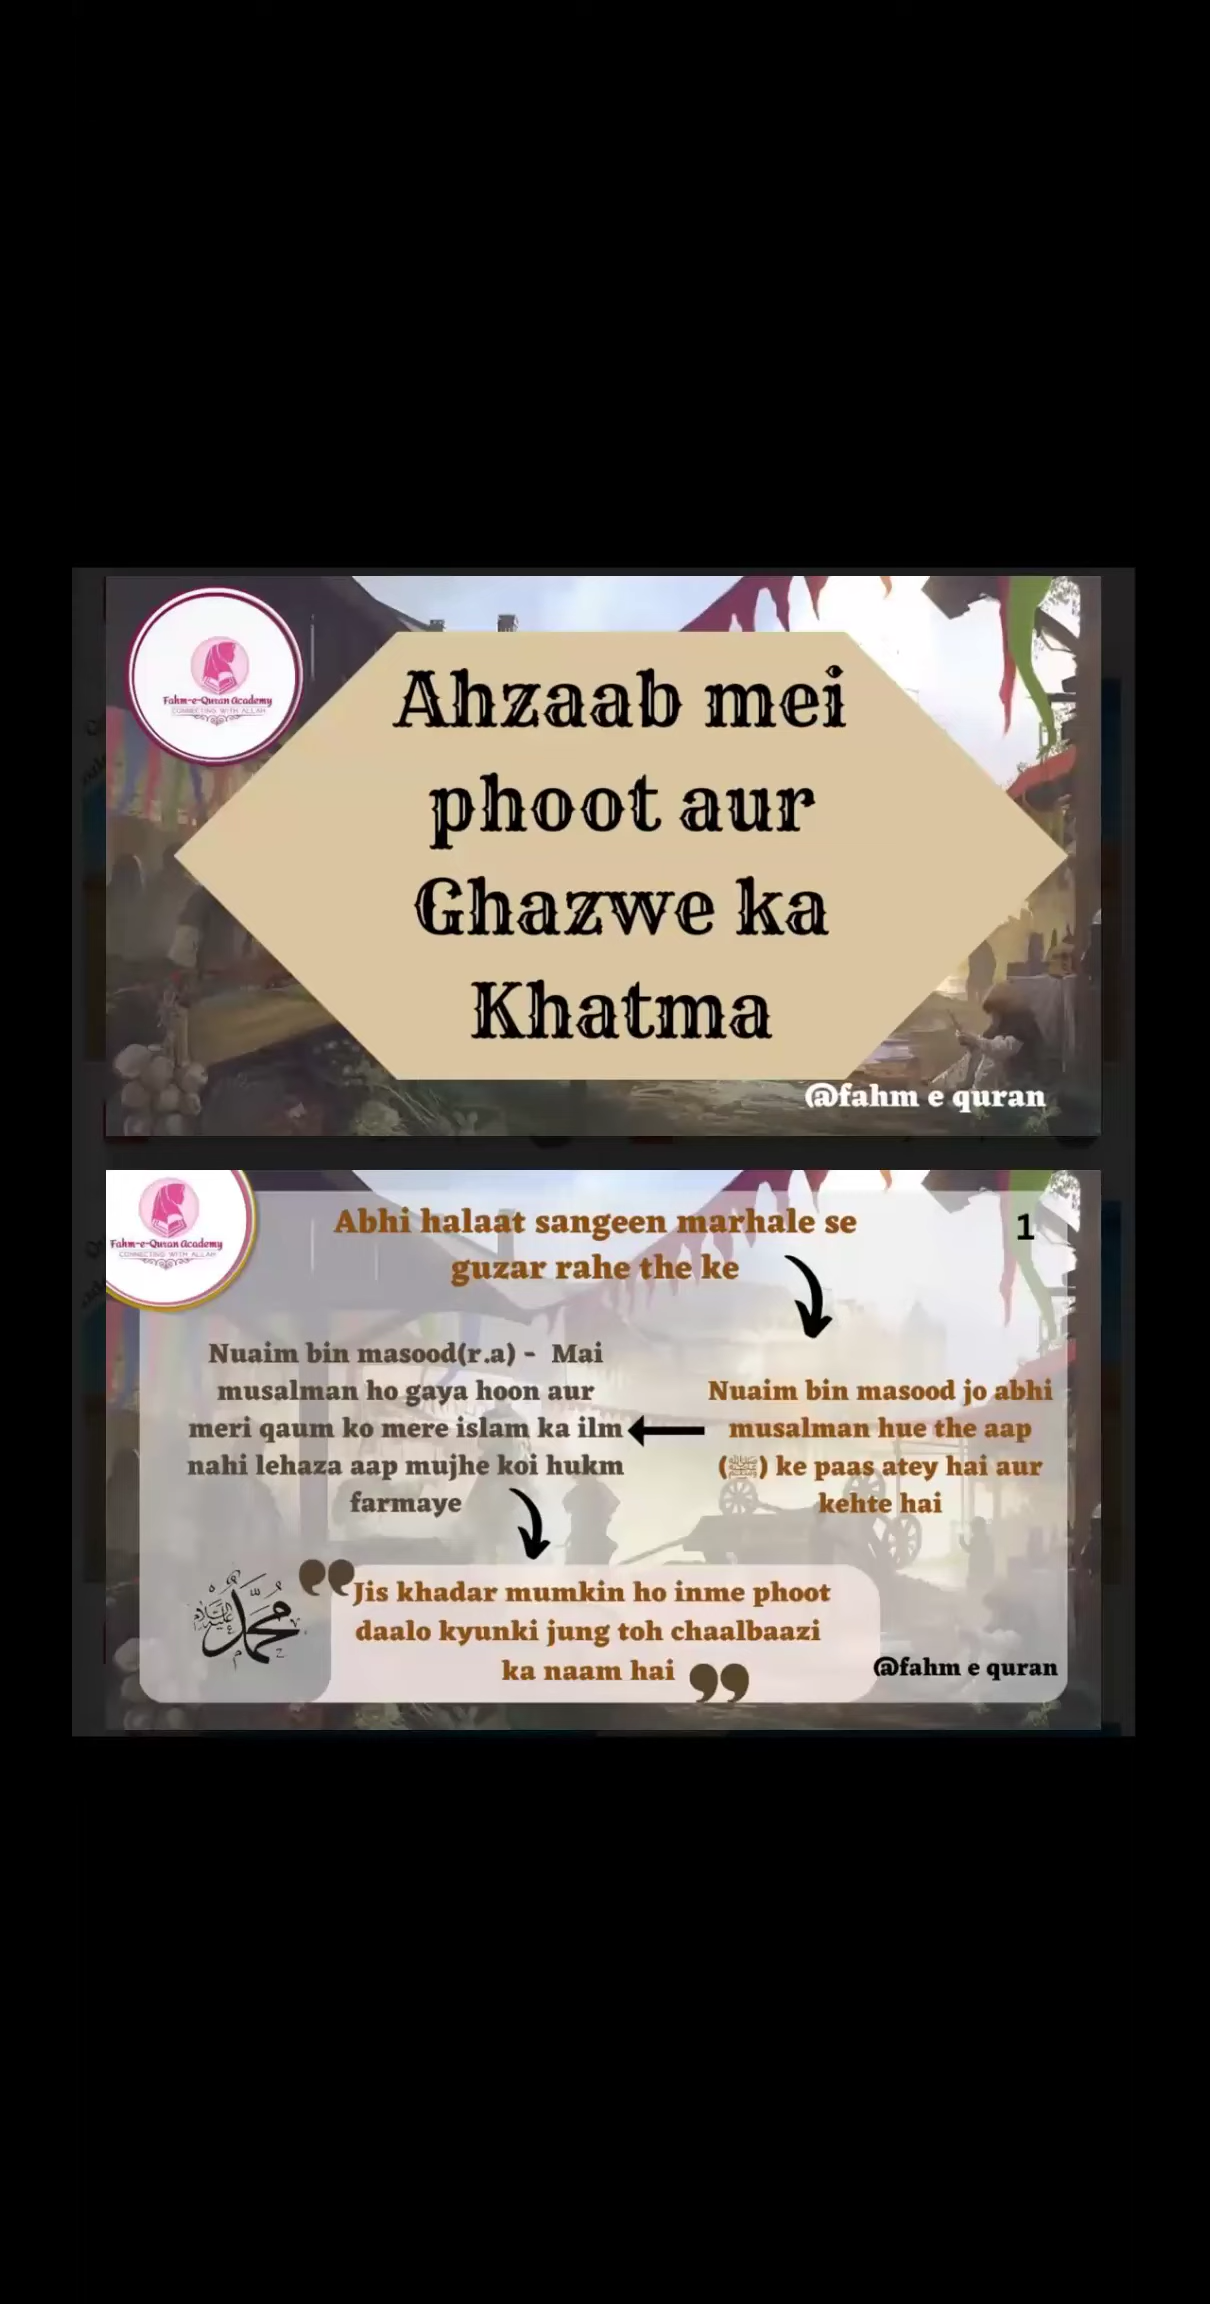 Fahm-e-Quran Academy
CONNECTING WITH ALLAH
Ahzaab mei
phoot aur
Ghazwe ka
Khatma
@fahm e quran
Fahm-e-Quran Academy
CONNECTING WITH ALLAH
Abhi halaat sangeen marhale se
guzar rahe the ke
1
Nuaim bin masood jo abhi
musalman hue the aap
(ﷺ) ke paas atey hai aur
kehte hai
Nuaim bin masood(r.a) - Mai
musalman ho gaya hoon aur
meri qaum ko mere islam ka ilm
nahi lehaza aap mujhe koi hukm
farmaye
محمد
عليه السلام
"Jis khadar mumkin ho inme phoot
daalo kyunki jung toh chaalbaazi
ka naam hai"
@fahm e quran